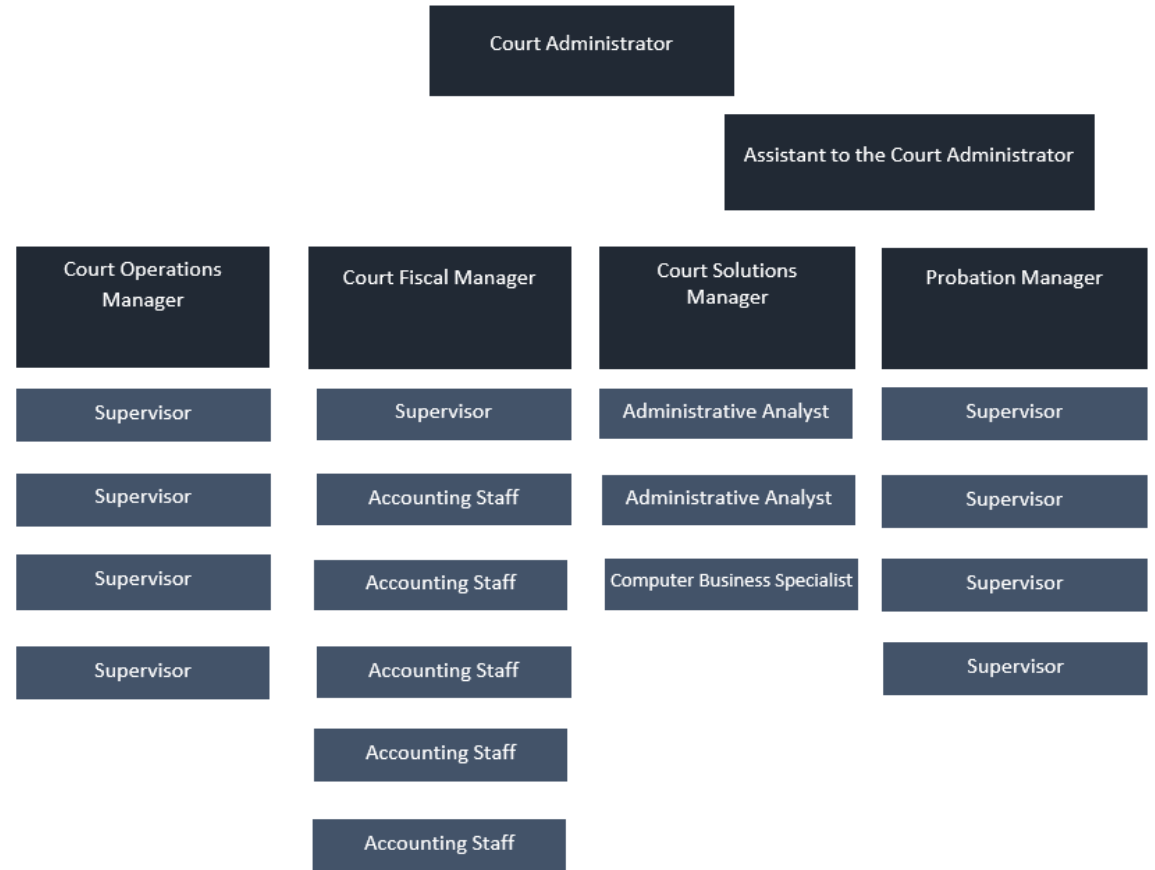 Court Administrator
Assistant to the Court Administrator
Court Operations
Manager
Court Fiscal Manager
Court Solutions
Manager
Probation Manager
Supervisor
Supervisor
Administrative Analyst
Supervisor
Supervisor
Accounting Staff
Administrative Analyst
Supervisor
Supervisor
Accounting Staff
Computer Business Specialist
Supervisor
Supervisor
Accounting Staff
Supervisor
Accounting Staff
Accounting Staff